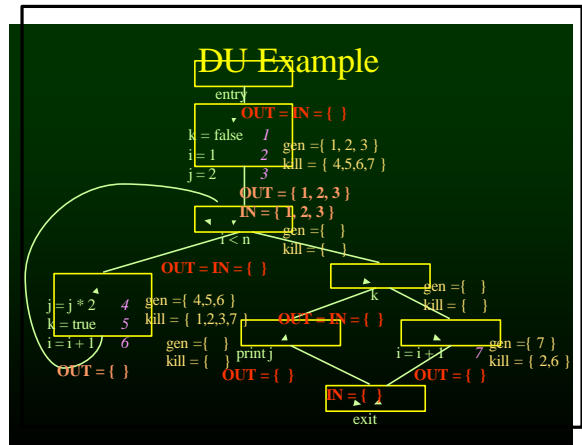 DU Example
entry
OUT = IN = { }
k = false 1
i = 1 2
j = 2 3
gen ={ 1, 2, 3 }
kill = { 4,5,6,7 }
OUT = { 1, 2, 3 }
IN = { 1, 2, 3 }
gen ={ }
kill = { }
i < n
OUT = IN = { }
k
gen ={ }
kill = { }
j = j * 2 4
k = true 5
i = i + 1 6
gen ={ 4,5,6 }
kill = { 1,2,3,7 }
OUT = { }
OUT = IN = { }
gen ={ }
kill = { }
print j
i = i + 1 7
gen ={ 7 }
kill = { 2,6 }
OUT = { }
OUT = { }
IN = { }
exit